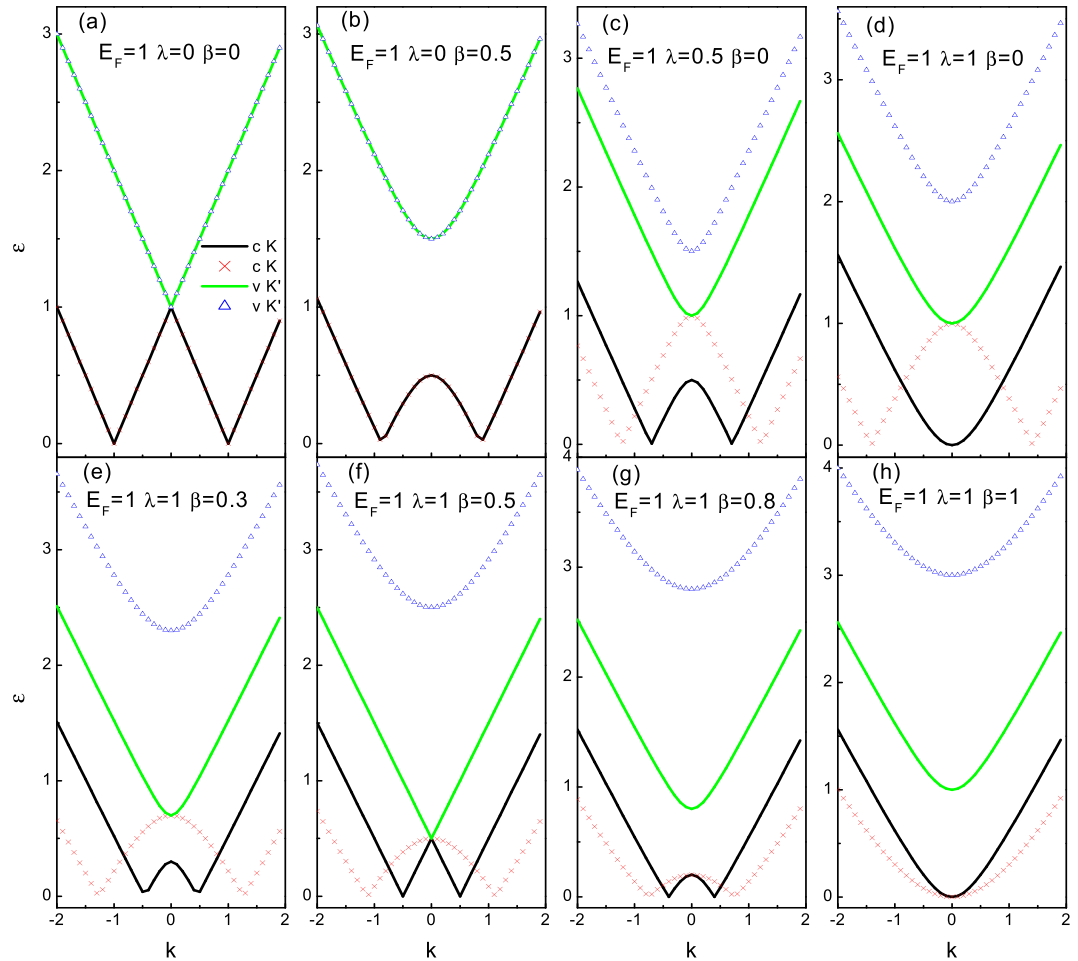 (a)
E_F=1 λ=0 β=0
(b)
E_F=1 λ=0 β=0.5
(c)
E_F=1 λ=0.5 β=0
(d)
E_F=1 λ=1 β=0
c K
c K
v K'
v K'
3
2
1
0
ε
3
2
1
0
3
2
1
0
3
2
1
0
(e)
E_F=1 λ=1 β=0.3
(f)
E_F=1 λ=1 β=0.5
(g)
E_F=1 λ=1 β=0.8
(h)
E_F=1 λ=1 β=1
3
2
1
0
ε
3
2
1
0
4
3
2
1
0
4
3
2
1
0
-2 -1 0 1 2
-2 -1 0 1 2
-2 -1 0 1 2
-2 -1 0 1 2
k
k
k
k